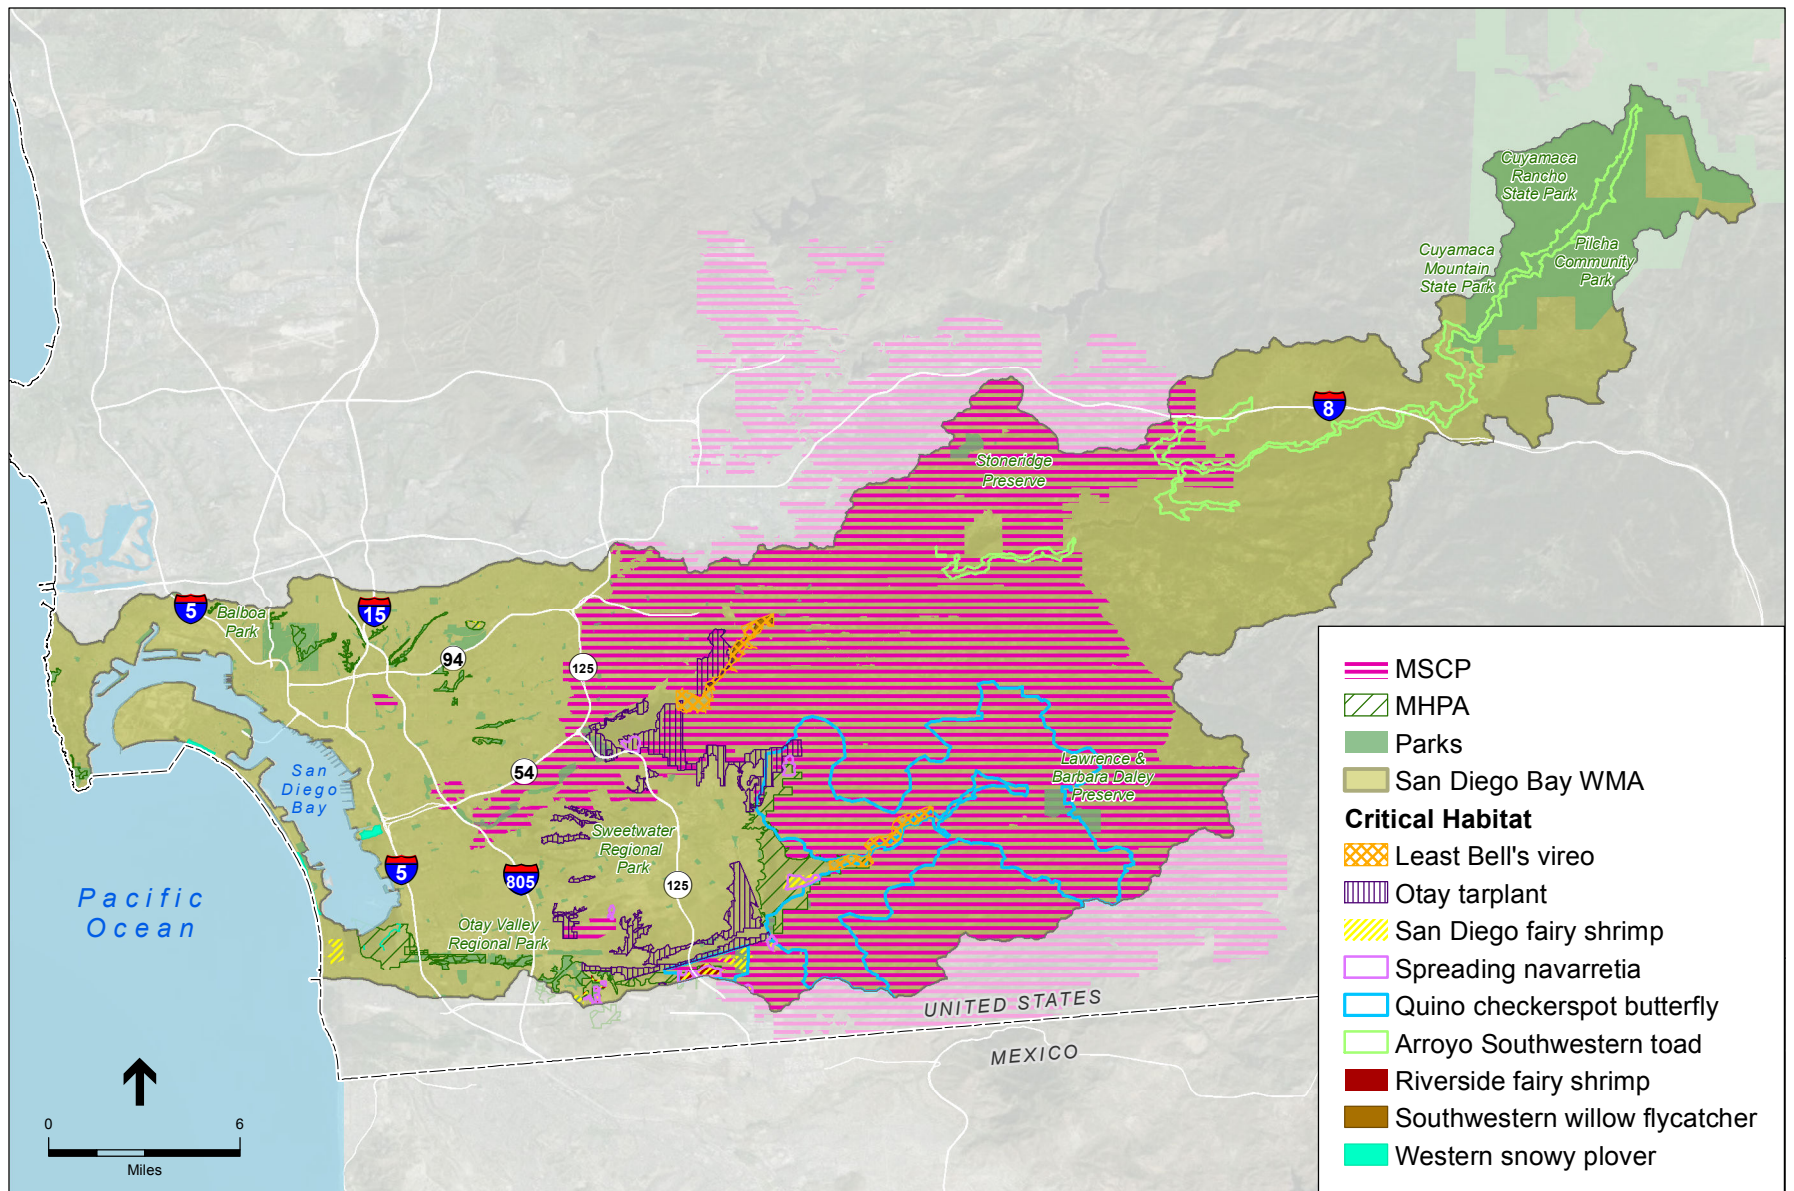 Cuyamaca
Rancho
State Park
Cuyamaca
Mountain
State Park
Pilcha
Community
Park
8
Stoneridge
Preserve
5
Balboa
Park
15
94
125
54
San
Diego
Bay
Sweetwater
Regional
Park
Lawrence &
Barbara Daley
Preserve
5
805
125
Otay Valley
Regional Park
Pacific
Ocean
UNITED STATES
MEXICO
0 6
Miles
MSCP
MHPA
Parks
San Diego Bay WMA
Critical Habitat
Least Bell's vireo
Otay tarplant
San Diego fairy shrimp
Spreading navarretia
Quino checkerspot butterfly
Arroyo Southwestern toad
Riverside fairy shrimp
Southwestern willow flycatcher
Western snowy plover